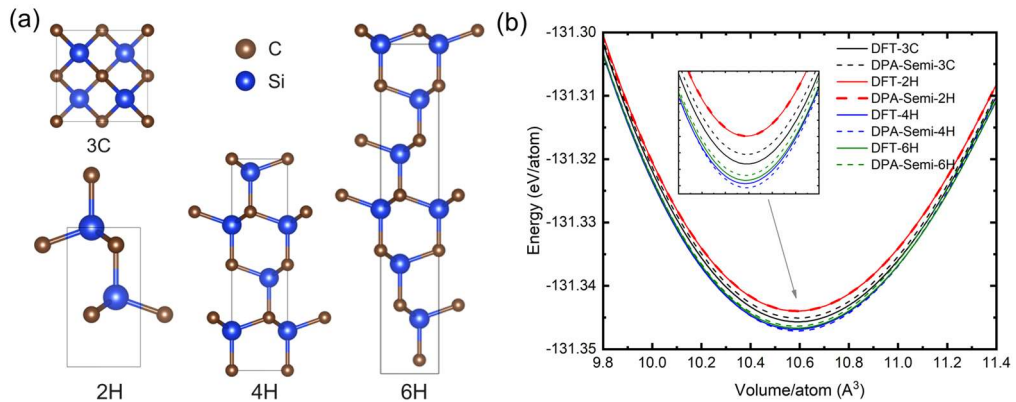 (a)
C
Si
3C
2H
4H
6H
(b)
Energy (eV/atom)
-131.30
-131.31
-131.32
-131.33
-131.34
-131.35
DFT-3C
DPA-Semi-3C
DFT-2H
DPA-Semi-2H
DFT-4H
DPA-Semi-4H
DFT-6H
DPA-Semi-6H
9.8 10.0 10.2 10.4 10.6 10.8 11.0 11.2 11.4
Volume/atom (A³)